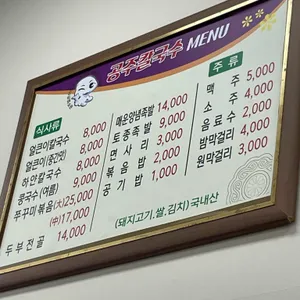 공주칼국수 MENU
식사류
얼큰이칼국수 8,000
얼큰이(중간맛) 8,000
하얀칼국수 8,000
콩국수(여름) 9,000
쭈꾸미볶음(大)25,000
(中)17,000
두부전골 14,000
매운양념족발 14,000
토종족발 9,000
면사리 2,000
볶음밥 2,000
공기밥 1,000
주류
맥주 5,000
소주 4,000
음료수 2,000
밤막걸리 4,000
원막걸리 3,000
(돼지고기,쌀,김치)국내산